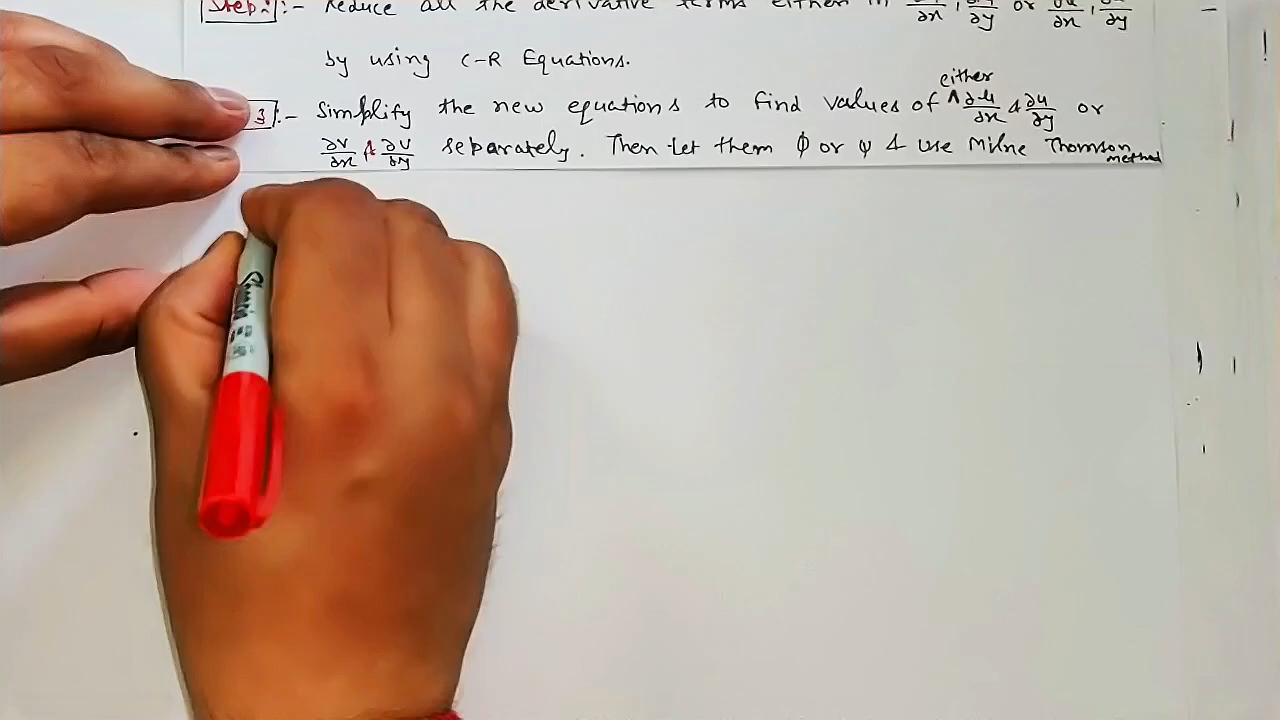 Step: :- Reduce all the derivative terms either in ∂u/∂x, ∂u/∂y or ∂v/∂x, ∂v/∂y
by using C-R Equations.
either
3 :- Simplify the new equations to find values of ^ ∂u/∂x & ∂u/∂y or
∂v/∂x & ∂v/∂y separately. Then let them ϕ or ψ & use Milne Thomson
method
Sharpie